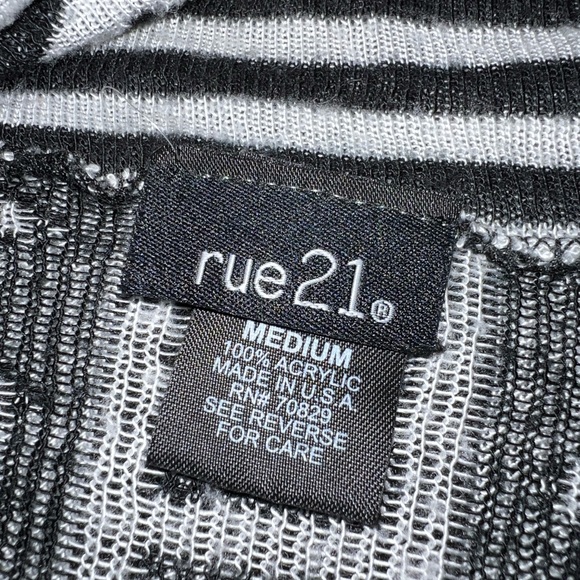 rue21®
MEDIUM
100% ACRYLIC
MADE IN U.S.A
RN# 70829
SEE REVERSE
FOR CARE